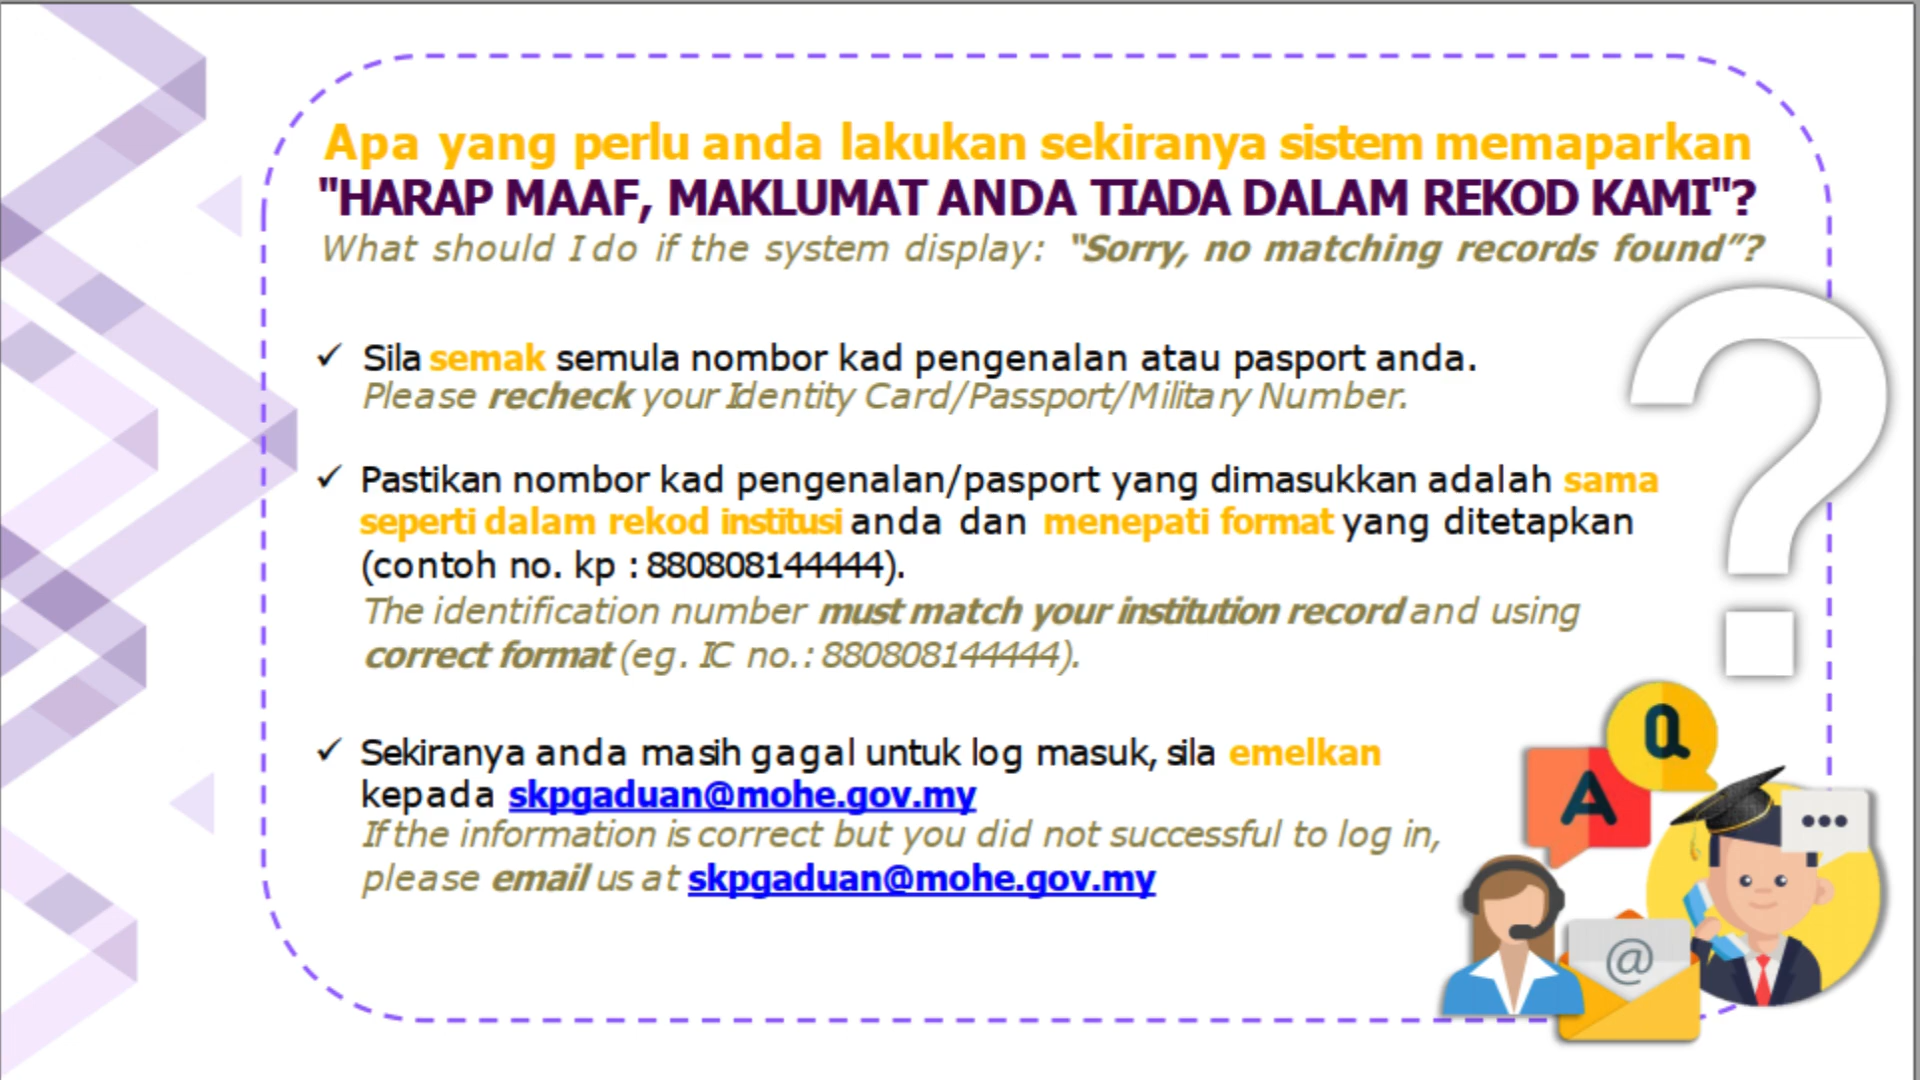 Apa yang perlu anda lakukan sekiranya sistem memaparkan
"HARAP MAAF, MAKLUMAT ANDA TIADA DALAM REKOD KAMI"?
What should I do if the system display: “Sorry, no matching records found”?
✓ Sila semak semula nombor kad pengenalan atau pasport anda.
Please recheck your Identity Card/Passport/Military Number.
✓ Pastikan nombor kad pengenalan/pasport yang dimasukkan adalah sama
seperti dalam rekod institusi anda dan menepati format yang ditetapkan
(contoh no. kp : 880808144444).
The identification number must match your institution record and using
correct format (eg. IC no.: 880808144444).
✓ Sekiranya anda masih gagal untuk log masuk, sila emelkan
kepada skpgaduan@mohe.gov.my
If the information is correct but you did not successful to log in,
please email us at skpgaduan@mohe.gov.my
?
Q
A
@